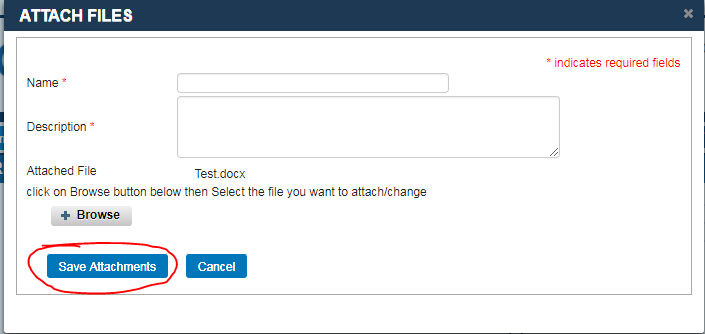 ATTACH FILES
* indicates required fields
Name *
Description *
Attached File
Test.docx
click on Browse button below then Select the file you want to attach/change
+ Browse
Save Attachments
Cancel